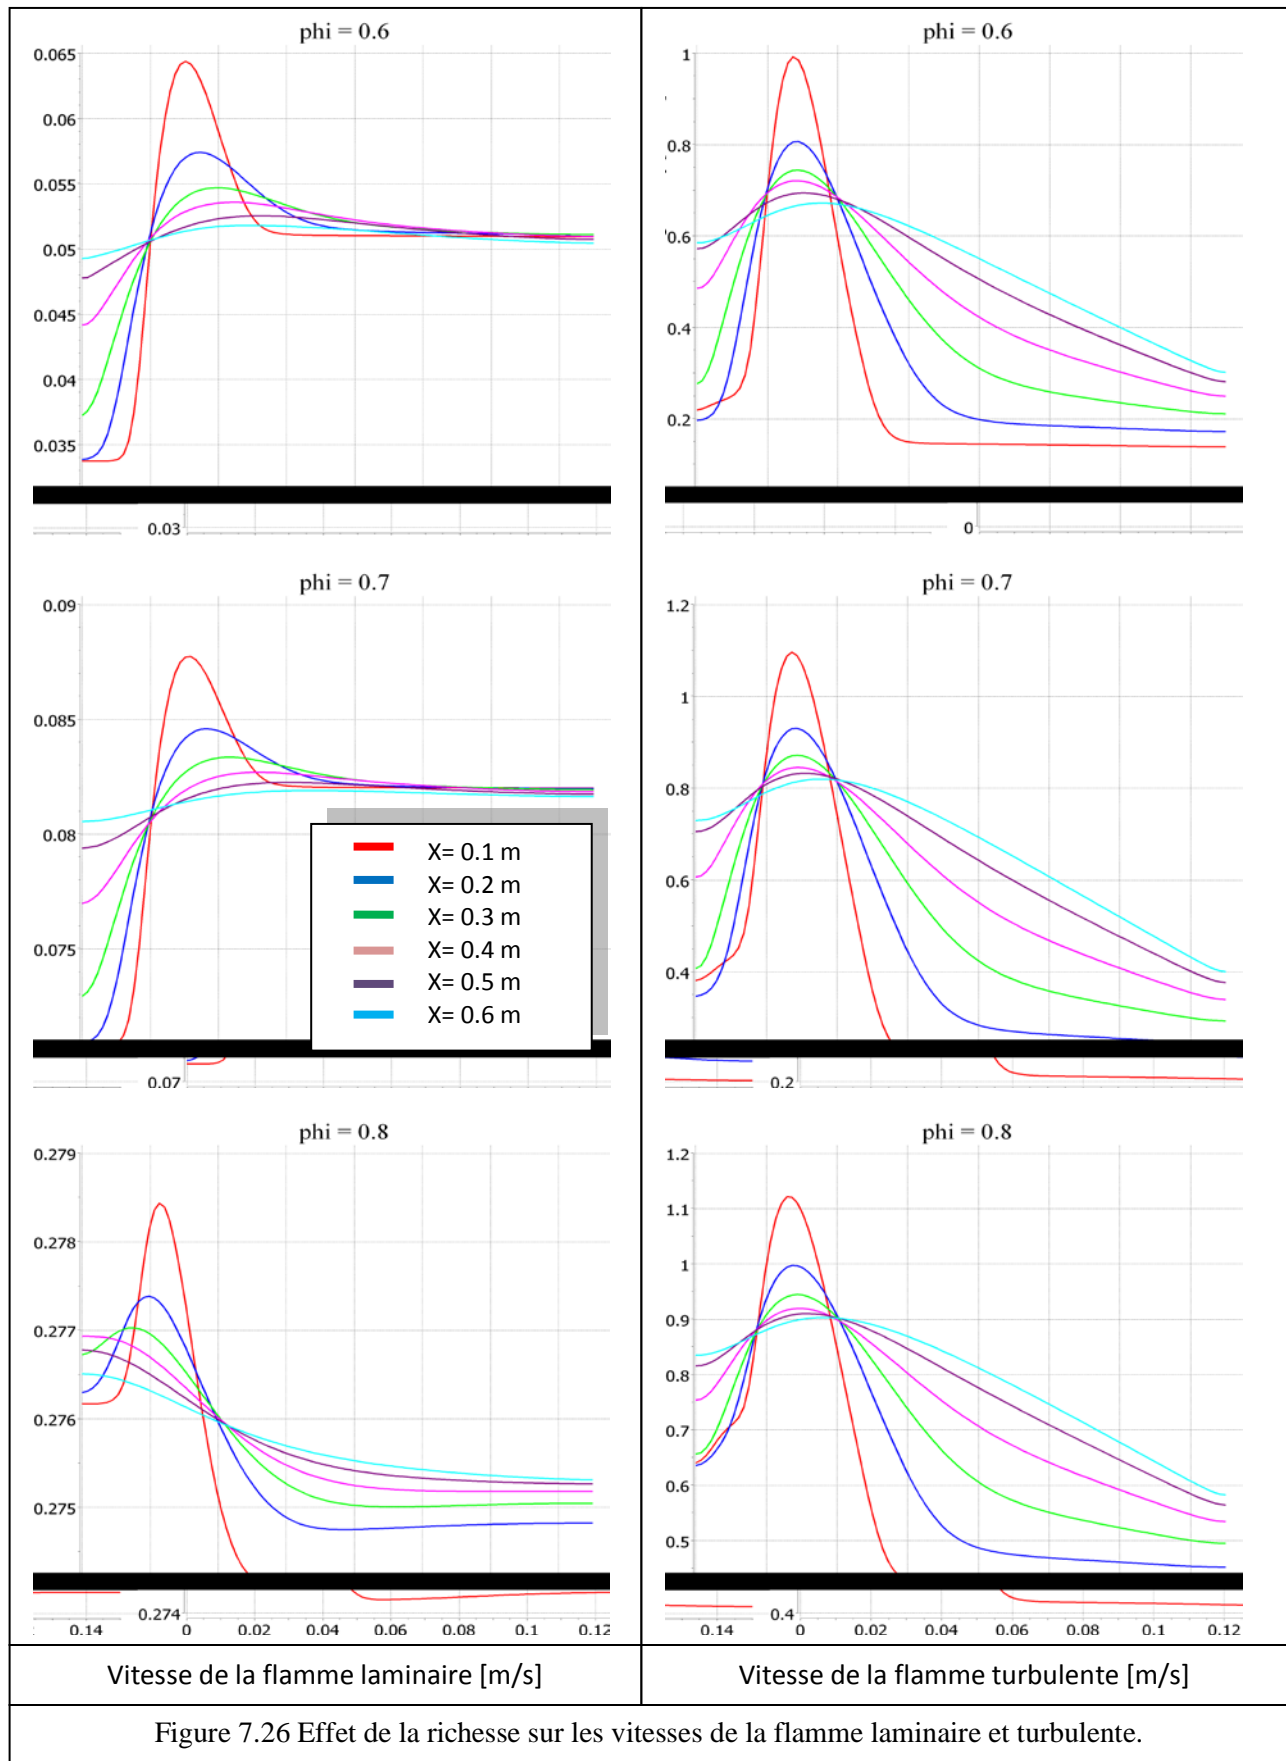 phi = 0.6
0.065
0.06
0.055
0.05
0.045
0.04
0.035
0.03
phi = 0.6
1
0.8
0.6
0.4
0.2
0
phi = 0.7
0.09
0.085
0.08
0.075
0.07
X= 0.1 m
X= 0.2 m
X= 0.3 m
X= 0.4 m
X= 0.5 m
X= 0.6 m
phi = 0.7
1.2
1
0.8
0.6
0.4
0.2
phi = 0.8
0.279
0.278
0.277
0.276
0.275
0.274
0.14 0 0.02 0.04 0.06 0.08 0.1 0.12
phi = 0.8
1.2
1.1
1
0.9
0.8
0.7
0.6
0.5
0.4
0.14 0 0.02 0.04 0.06 0.08 0.1 0.12
Vitesse de la flamme laminaire [m/s]
Vitesse de la flamme turbulente [m/s]
Figure 7.26 Effet de la richesse sur les vitesses de la flamme laminaire et turbulente.